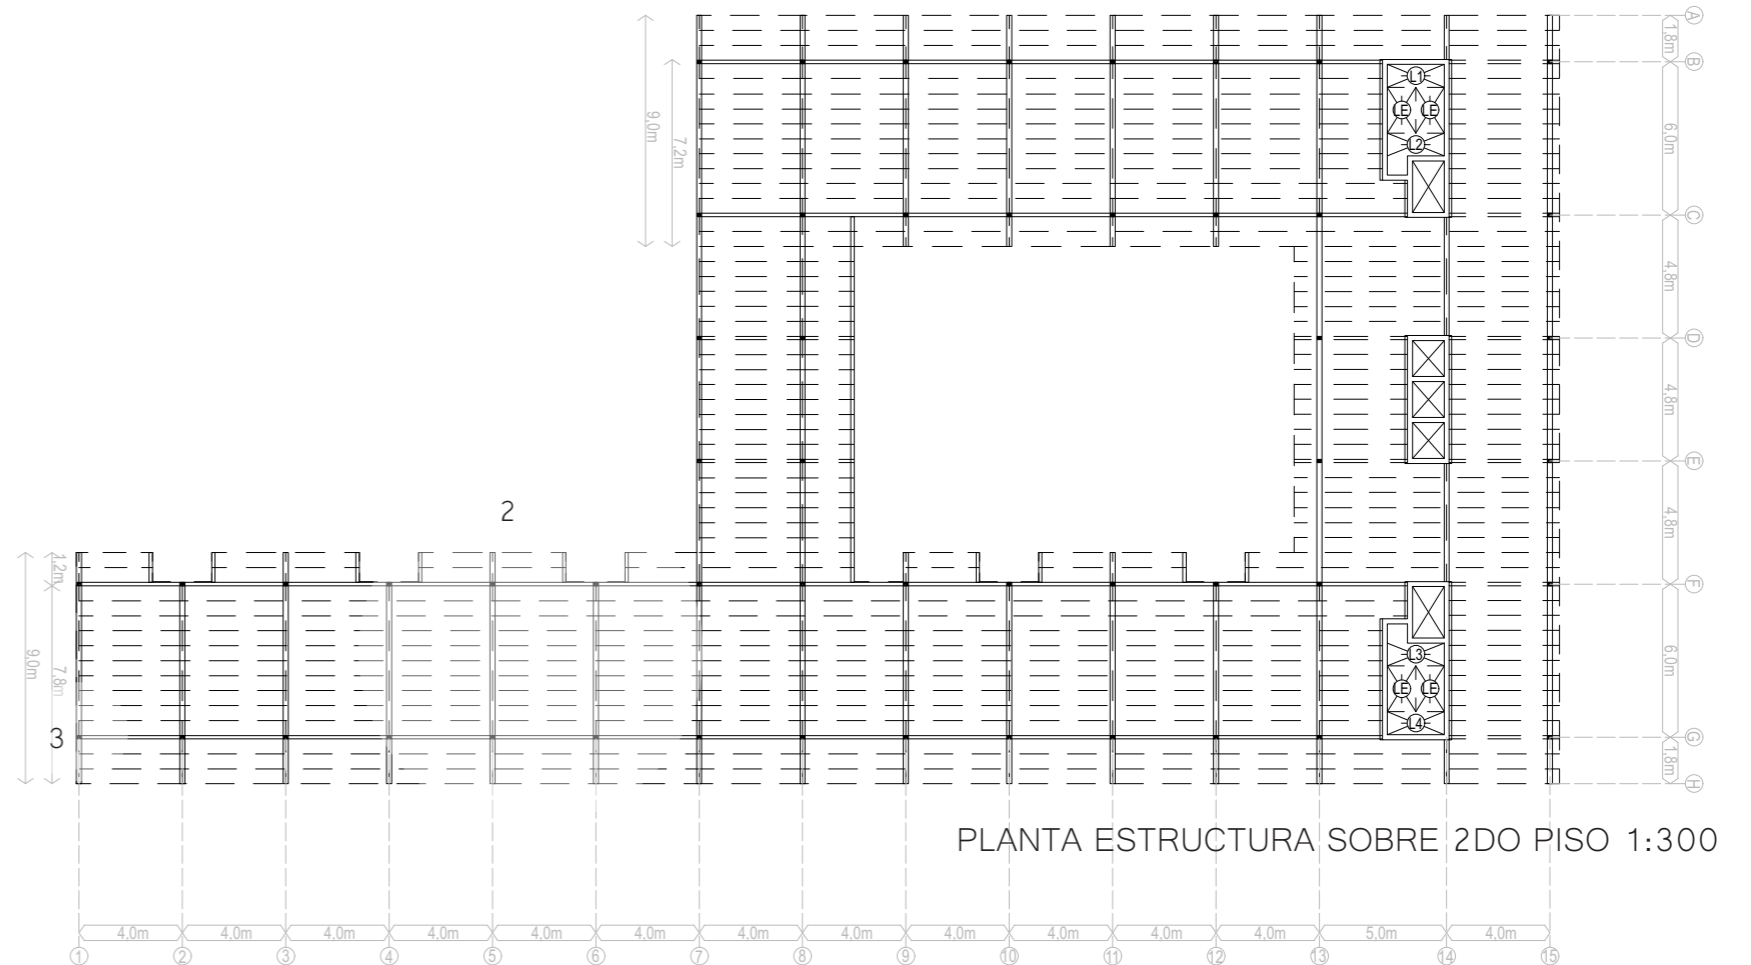 A
1,8m
B
L1
9,0m
LE
LE
6,0m
7,2m
L2
C
4,8m
D
4,8m
E
2
4,8m
1,2m
F
9,0m
7,8m
L3
6,0m
LE
LE
L4
3
G
1,8m
H
PLANTA ESTRUCTURA SOBRE 2DO PISO 1:300
4,0m 4,0m 4,0m 4,0m 4,0m 4,0m 4,0m 4,0m 4,0m 4,0m 4,0m 4,0m 5,0m 4,0m
1 2 3 4 5 6 7 8 9 10 11 12 13 14 15